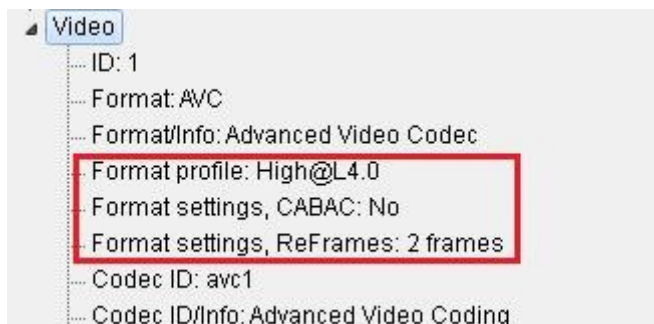 Video
ID: 1
Format: AVC
Format/Info: Advanced Video Codec
Format profile: High@L4.0
Format settings, CABAC: No
Format settings, ReFrames: 2 frames
Codec ID: avc1
Codec ID/Info: Advanced Video Coding